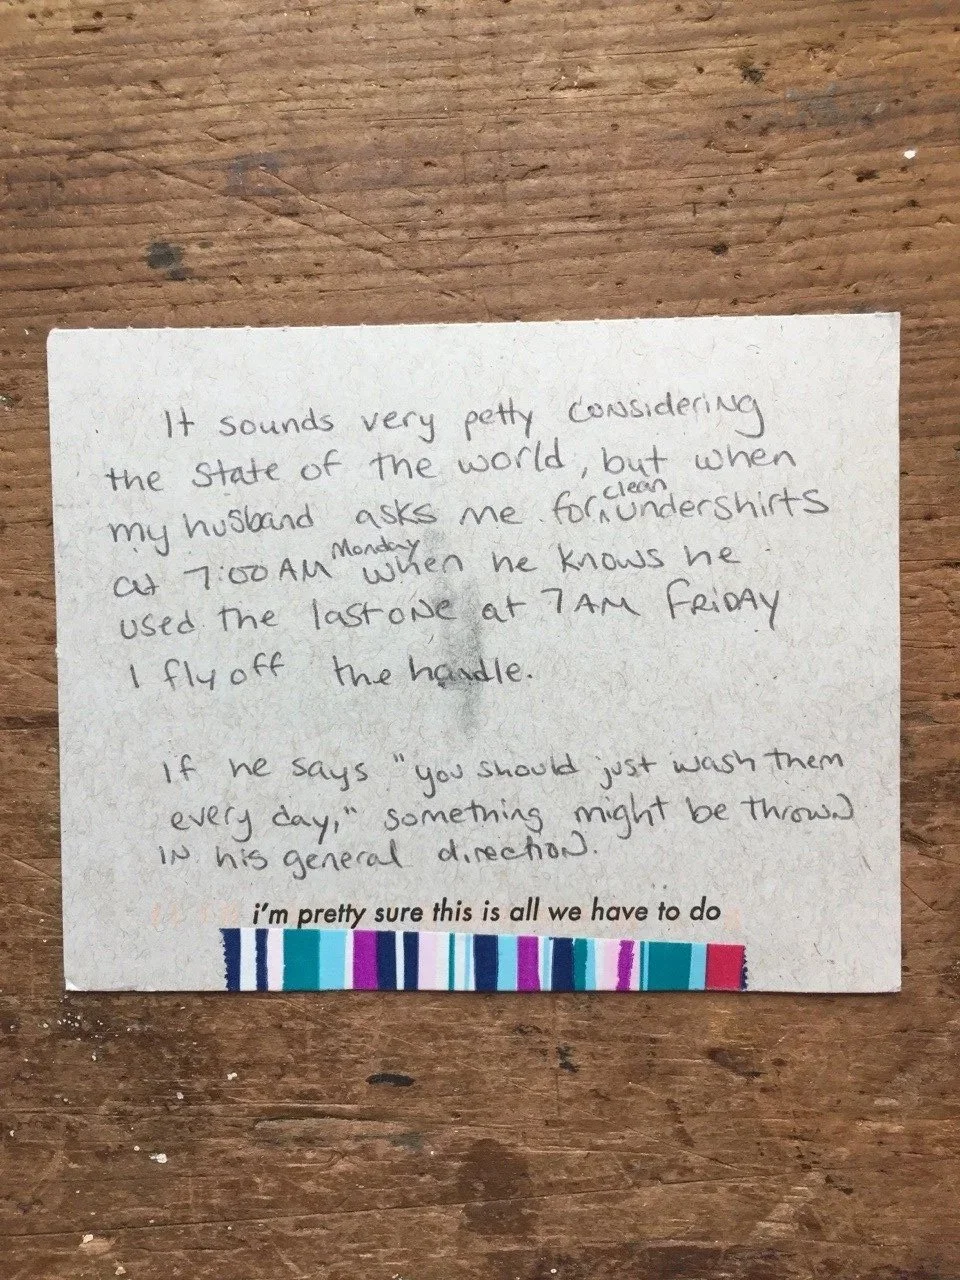 It sounds very petty considering
the state of the world, but when
my husband asks me for ^clean undershirts
at 7:00 AM Monday when he knows he
used the last one at 7 AM FRIDAY
I fly off the handle.
If he says "you should just wash them
every day," something might be thrown
in his general direction.
i'm pretty sure this is all we have to do